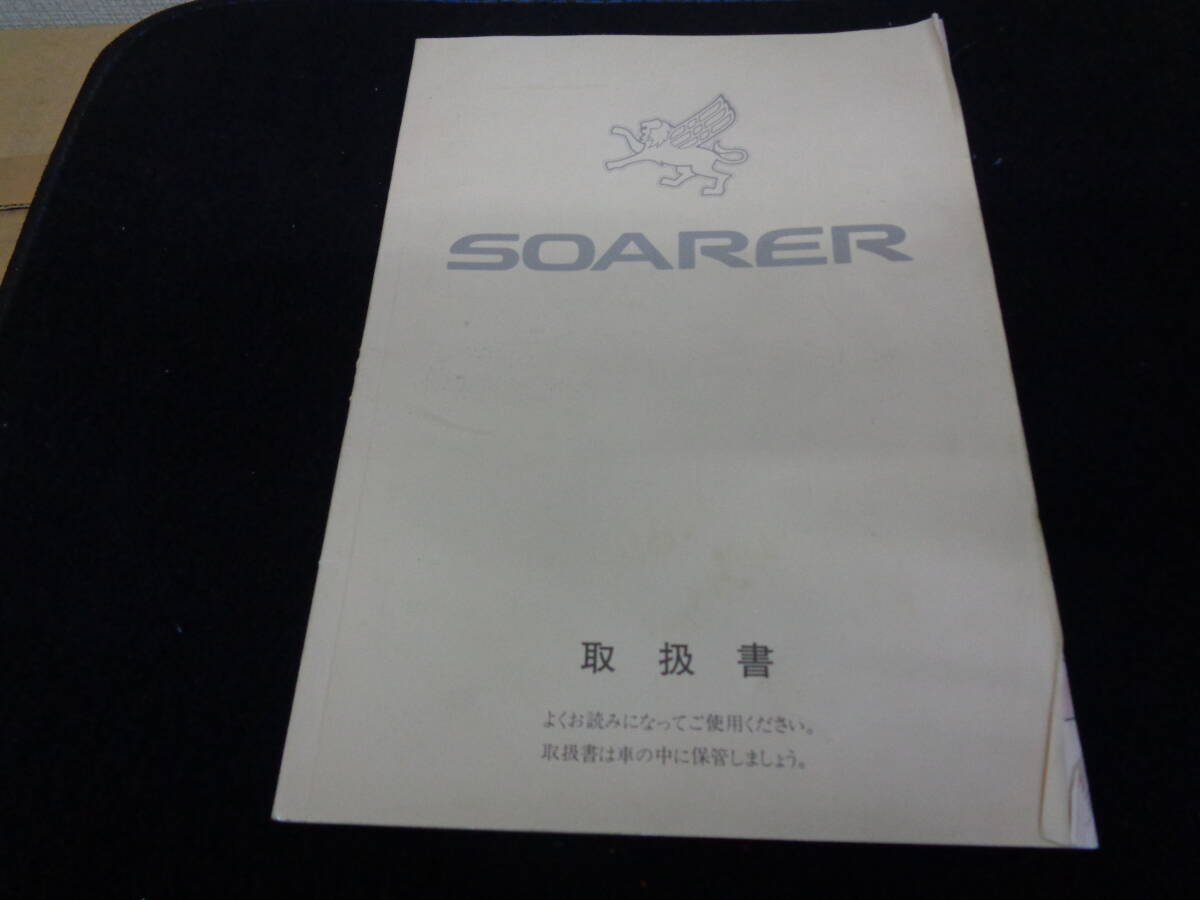 SOARER
取扱書
よくお読みになってご使用ください。
取扱書は車の中に保管しましょう。